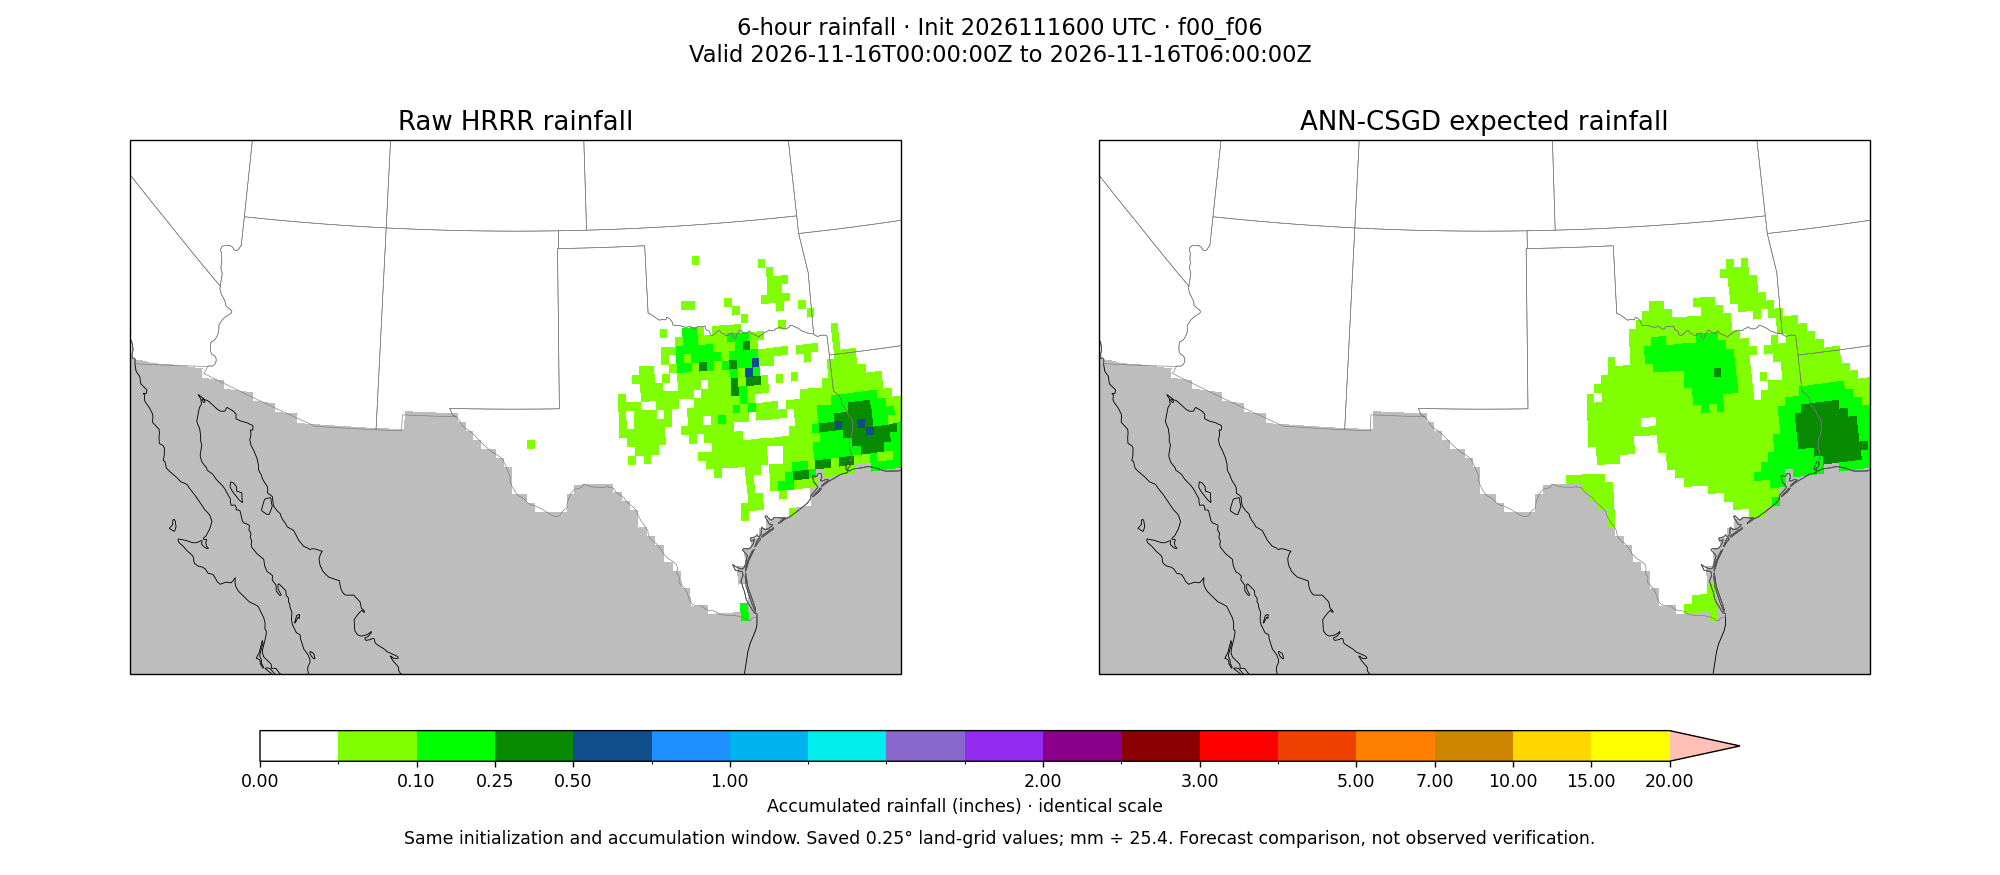 6-hour rainfall · Init 2026111600 UTC · f00_f06
Valid 2026-11-16T00:00:00Z to 2026-11-16T06:00:00Z
Raw HRRR rainfall
ANN-CSGD expected rainfall
0.00 0.10 0.25 0.50 1.00 2.00 3.00 5.00 7.00 10.00 15.00 20.00
Accumulated rainfall (inches) · identical scale
Same initialization and accumulation window. Saved 0.25° land-grid values; mm ÷ 25.4. Forecast comparison, not observed verification.